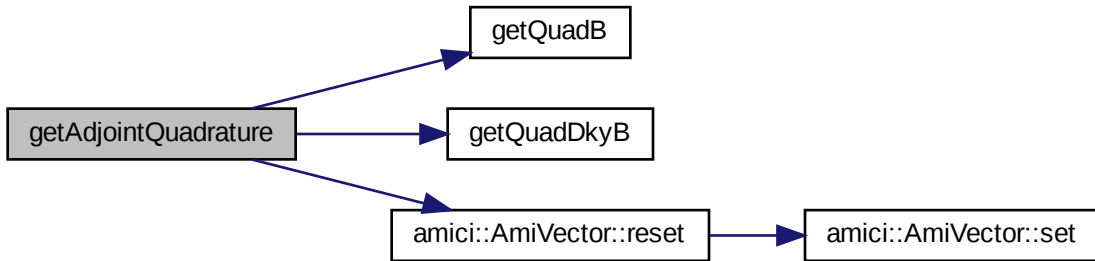 getQuadB
getAdjointQuadrature
getQuadDkyB
amici::AmiVector::reset
amici::AmiVector::set